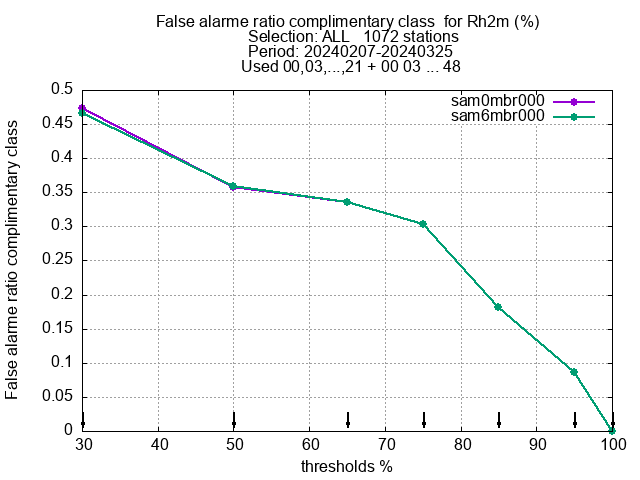 False alarme ratio complimentary class  for Rh2m (%)
Selection: ALL   1072 stations
Period: 20240207-20240325
Used 00,03,...,21 + 00 03 ... 48
sam0mbr000
sam6mbr000
False alarme ratio complimentary class
0.5
0.45
0.4
0.35
0.3
0.25
0.2
0.15
0.1
0.05
0
30 40 50 60 70 80 90 100
thresholds %